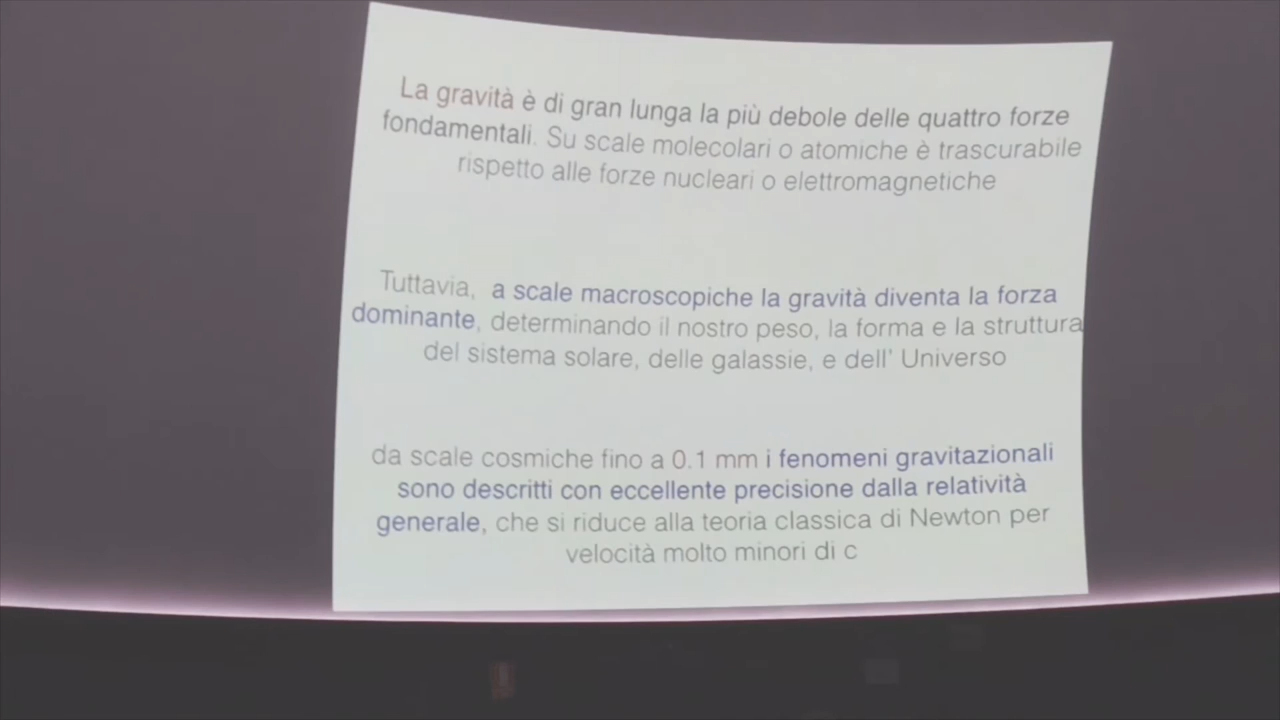 La gravità è di gran lunga la più debole delle quattro forze
fondamentali. Su scale molecolari o atomiche è trascurabile
rispetto alle forze nucleari o elettromagnetiche
Tuttavia, a scale macroscopiche la gravità diventa la forza
dominante, determinando il nostro peso, la forma e la struttura
del sistema solare, delle galassie, e dell' Universo
da scale cosmiche fino a 0.1 mm i fenomeni gravitazionali
sono descritti con eccellente precisione dalla relatività
generale, che si riduce alla teoria classica di Newton per
velocità molto minori di c